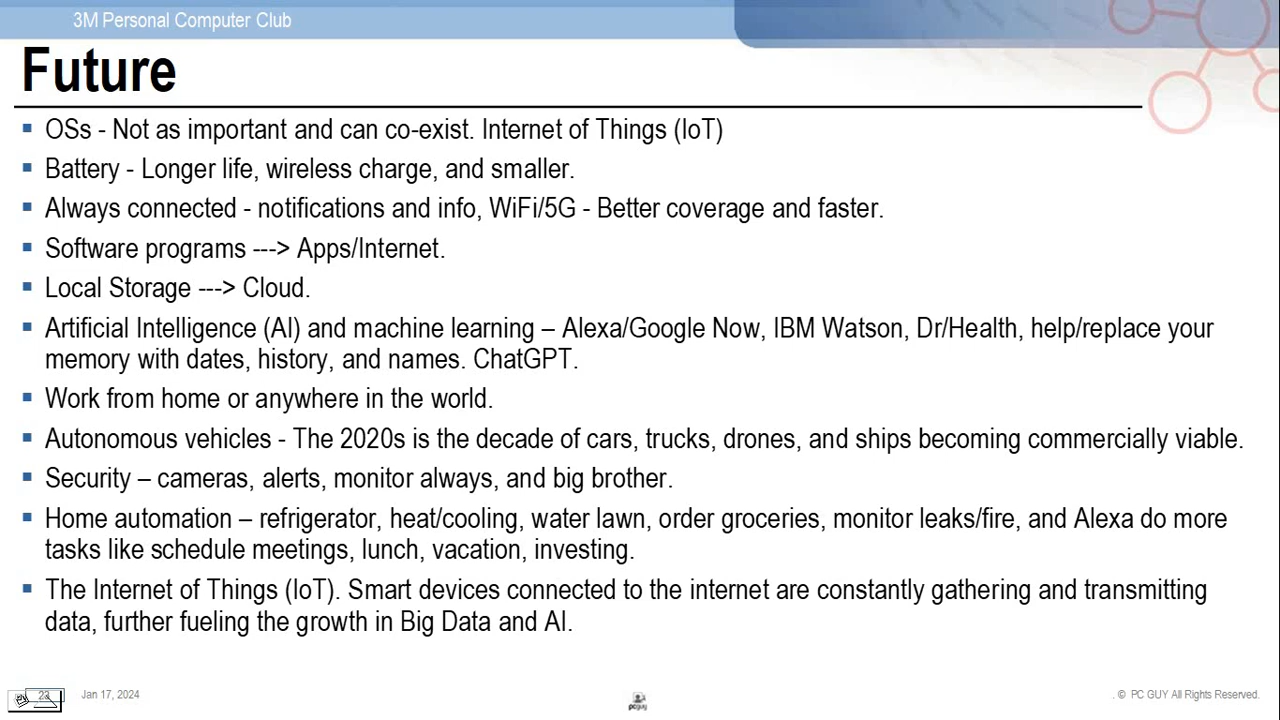 3M Personal Computer Club
Future
▪ OSs - Not as important and can co-exist. Internet of Things (IoT)
▪ Battery - Longer life, wireless charge, and smaller.
▪ Always connected - notifications and info, WiFi/5G - Better coverage and faster.
▪ Software programs ---> Apps/Internet.
▪ Local Storage ---> Cloud.
▪ Artificial Intelligence (AI) and machine learning – Alexa/Google Now, IBM Watson, Dr/Health, help/replace your
memory with dates, history, and names. ChatGPT.
▪ Work from home or anywhere in the world.
▪ Autonomous vehicles - The 2020s is the decade of cars, trucks, drones, and ships becoming commercially viable.
▪ Security – cameras, alerts, monitor always, and big brother.
▪ Home automation – refrigerator, heat/cooling, water lawn, order groceries, monitor leaks/fire, and Alexa do more
tasks like schedule meetings, lunch, vacation, investing.
▪ The Internet of Things (IoT). Smart devices connected to the internet are constantly gathering and transmitting
data, further fueling the growth in Big Data and AI.
Jan 17, 2024
pcguy
. © PC GUY All Rights Reserved.